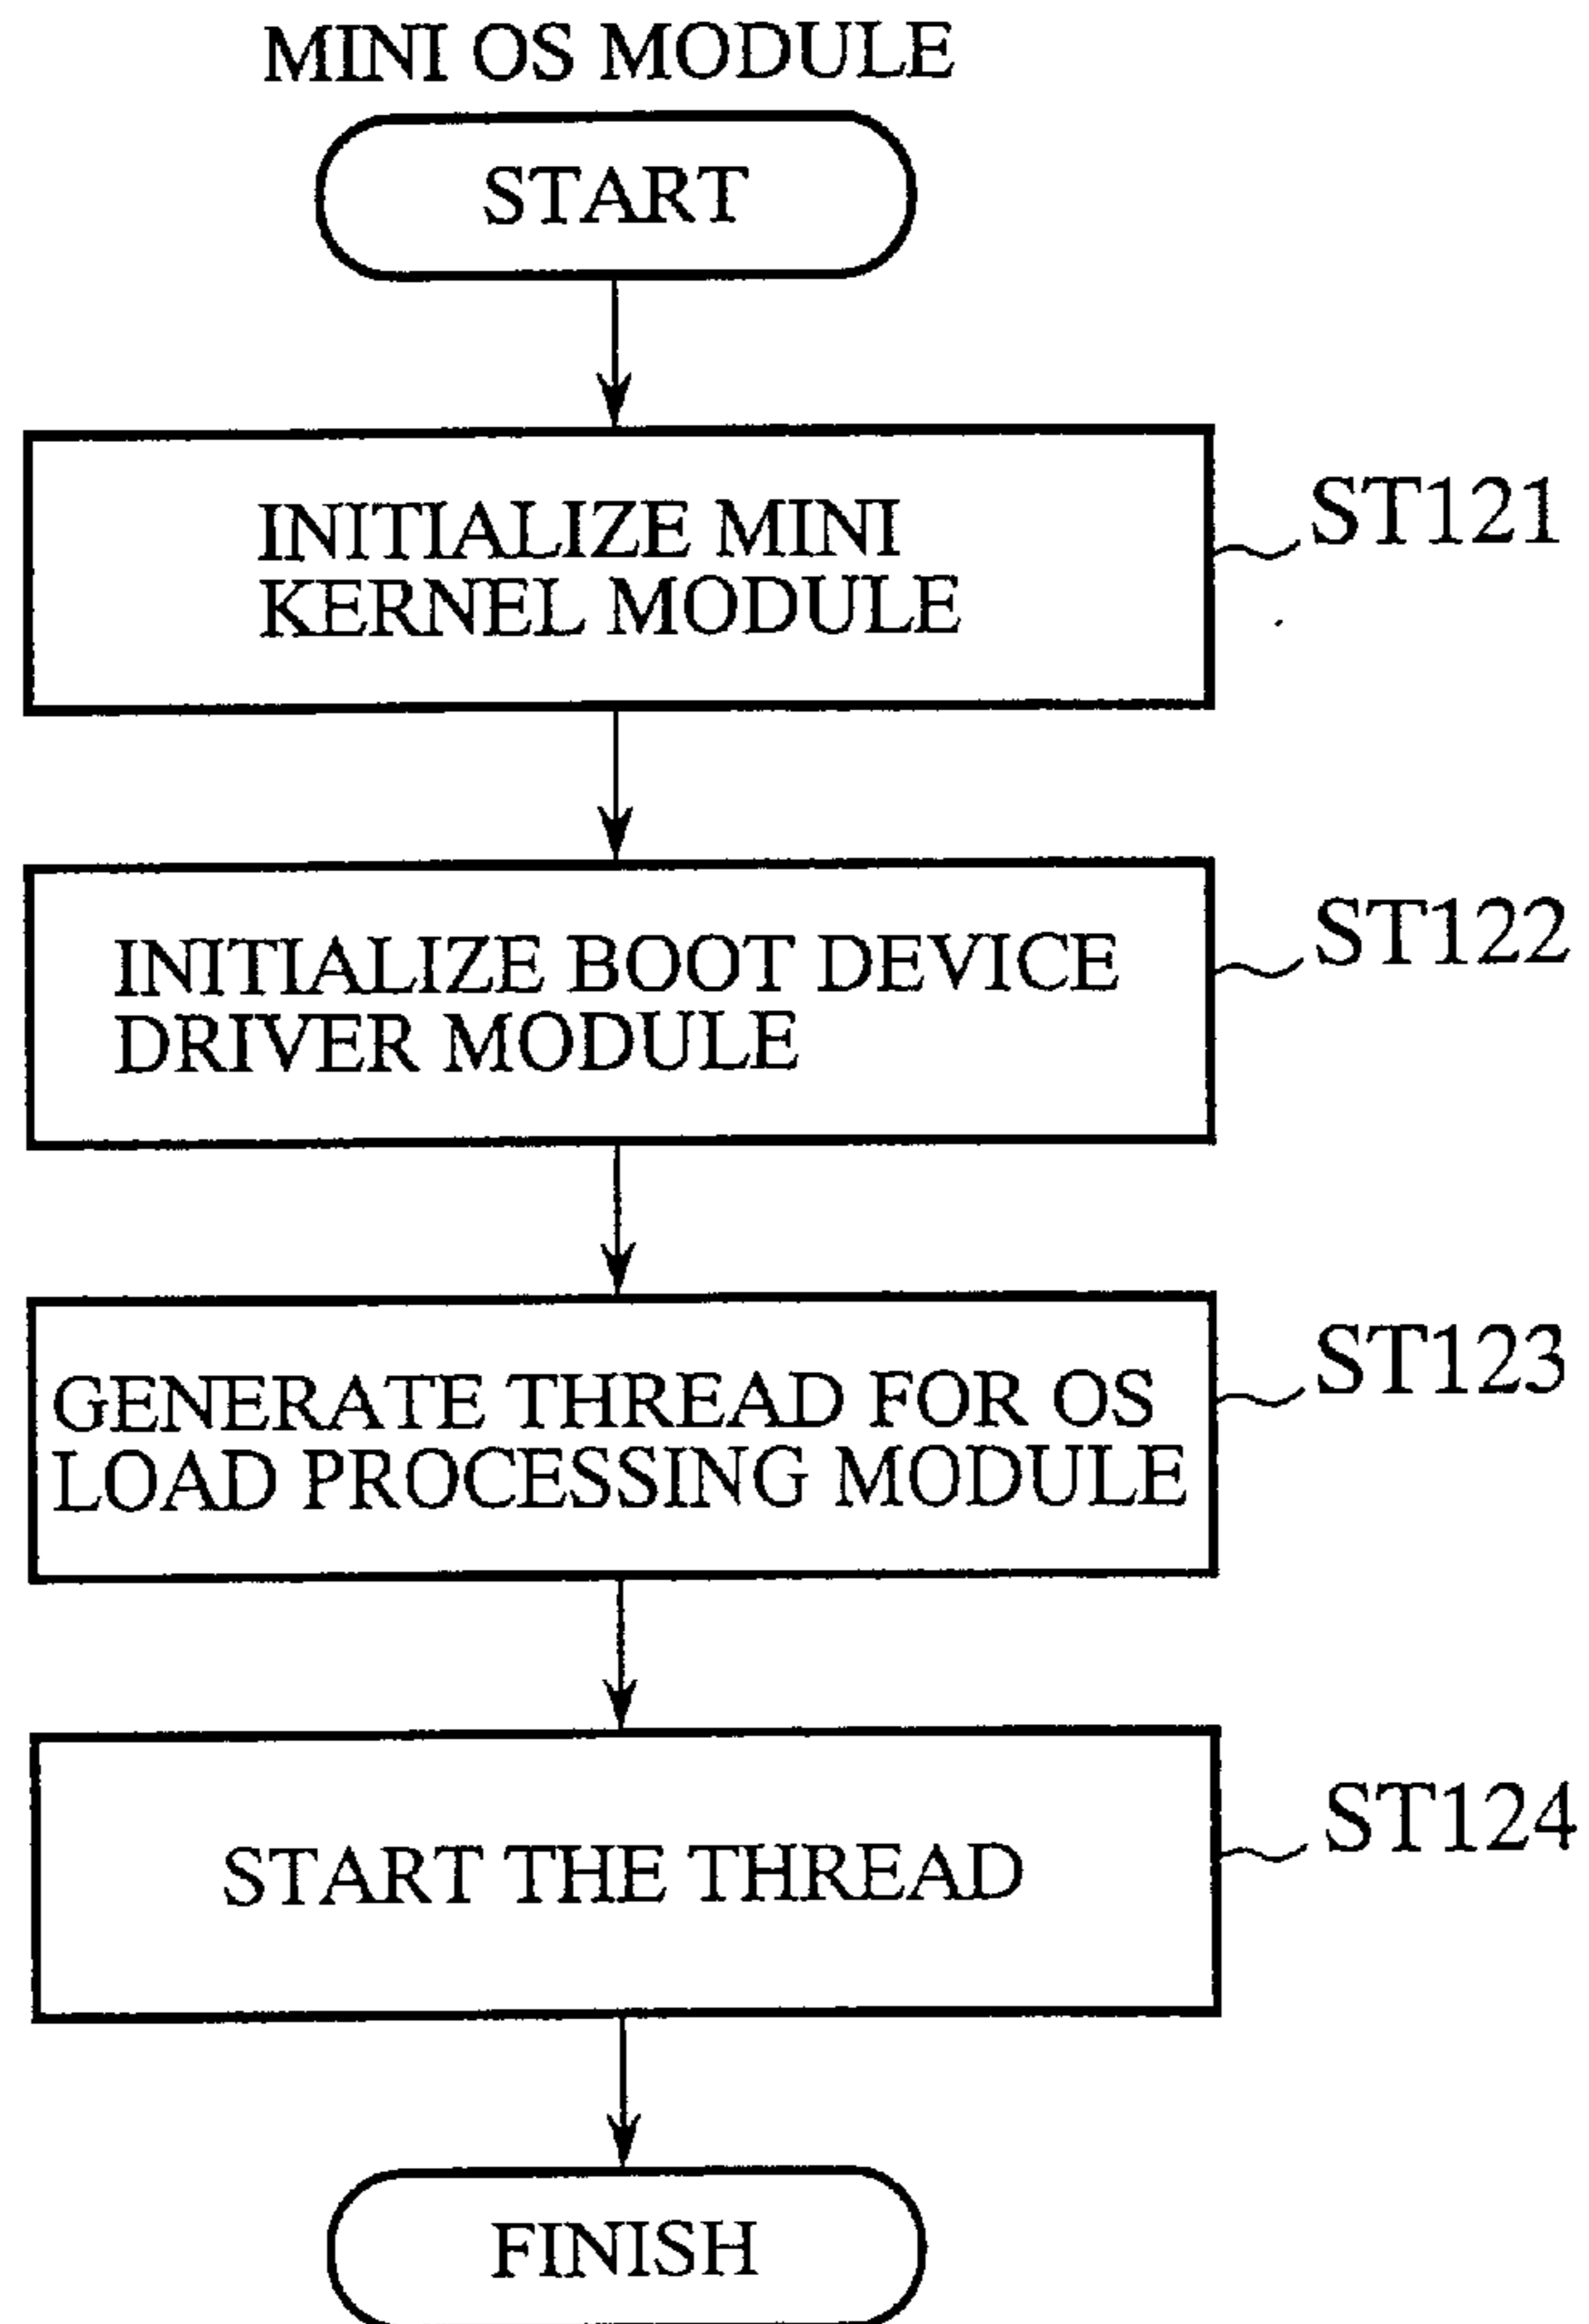 MINI OS MODULE
START
INITIALIZE MINI
KERNEL MODULE
ST121
INITIALIZE BOOT DEVICE
DRIVER MODULE
ST122
GENERATE THREAD FOR OS
LOAD PROCESSING MODULE
ST123
START THE THREAD
ST124
FINISH